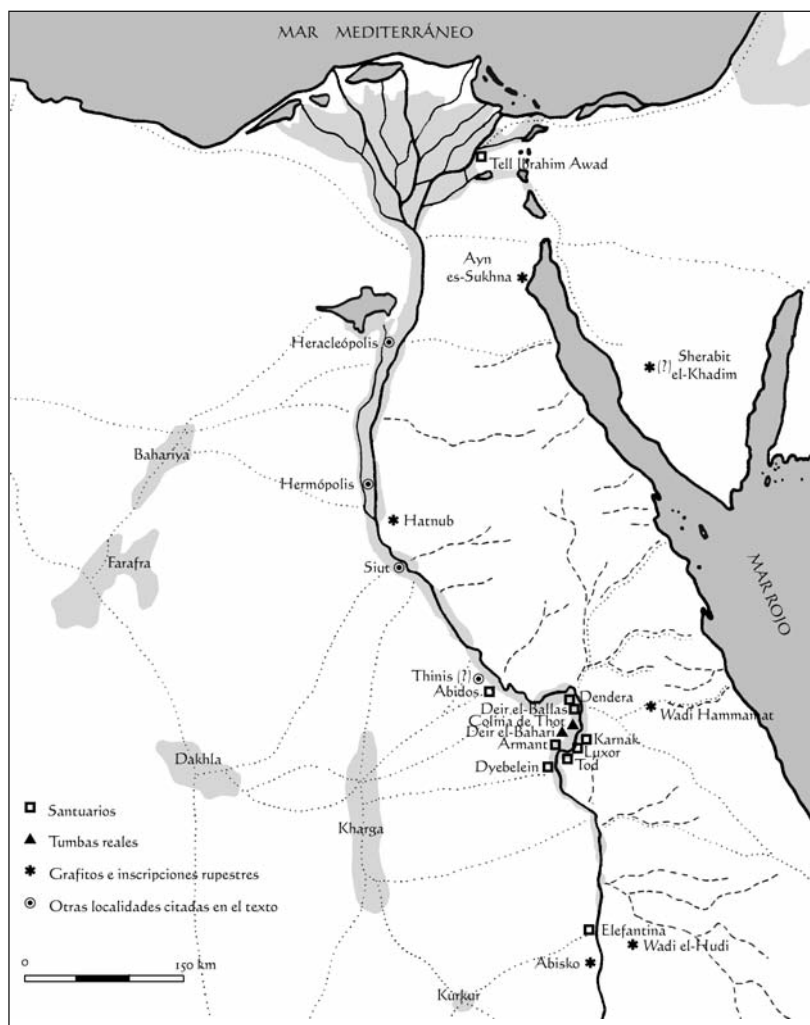 MAR MEDITERRÁNEO
Tell Ibrahim Awad
Ayn
es-Sukhna
Heracleópolis
(?) Sherabit
el-Khadim
Bahariya
Hermópolis
Hatnub
Farafra
Siut
MAR ROJO
Thinis (?)
Abidos
Dendera
Deir el-Ballas
Colina de Thot
Wadi Hammamat
Deir el-Bahari
Karnak
Armant
Luxor
Dakhla
Dyebelein
Tod
Santuarios
Kharga
Tumbas reales
Grafitos e inscripciones rupestres
Otras localidades citadas en el texto
Elefantina
Wadi el-Hudi
Abisko
0
150 km
Kurkur